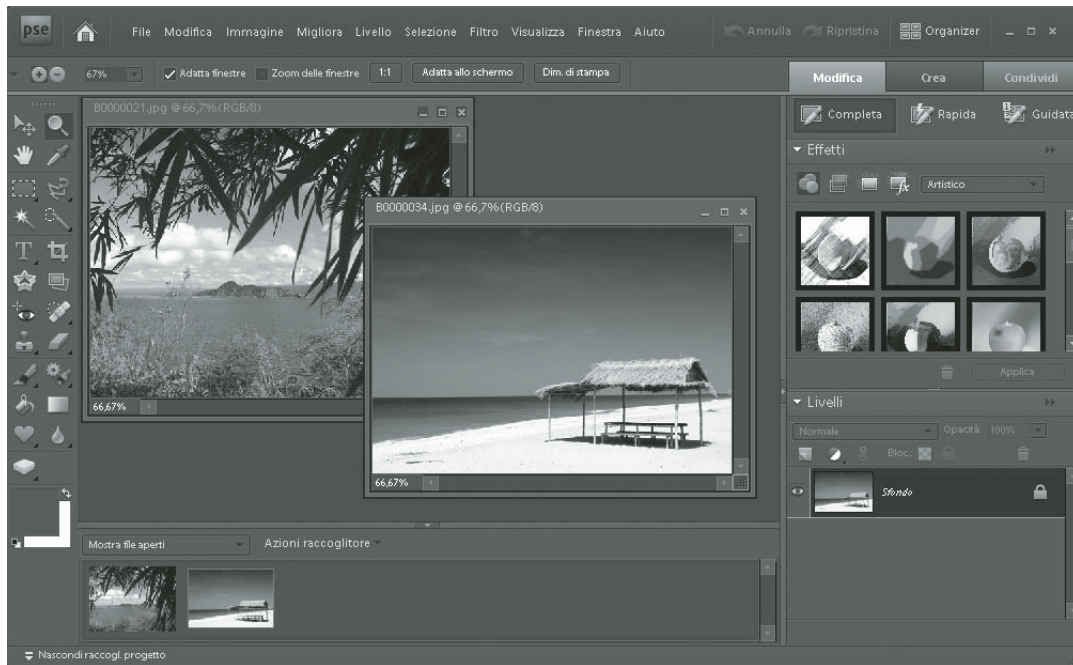 pse File Modifica Immagine Migliora Livello Selezione Filtro Visualizza Finestra Aiuto Annulla Ripristina Organizer
67% Adatta finestre Zoom delle finestre 1:1 Adatta allo schermo Dim. di stampa Modifica Crea Condividi
B0000021.jpg @ 66,7% (RGB/8)
Completa Rapida Guidata
Effetti
Artistico
B0000034.jpg @ 66,7% (RGB/8)
T
Applica
66,67%
Livelli
Normale Opacità: 100%
Bloc.:
66,67%
Sfondo
Mostra file aperti Azioni raccoglitore
Nascondi raccogl. progetto